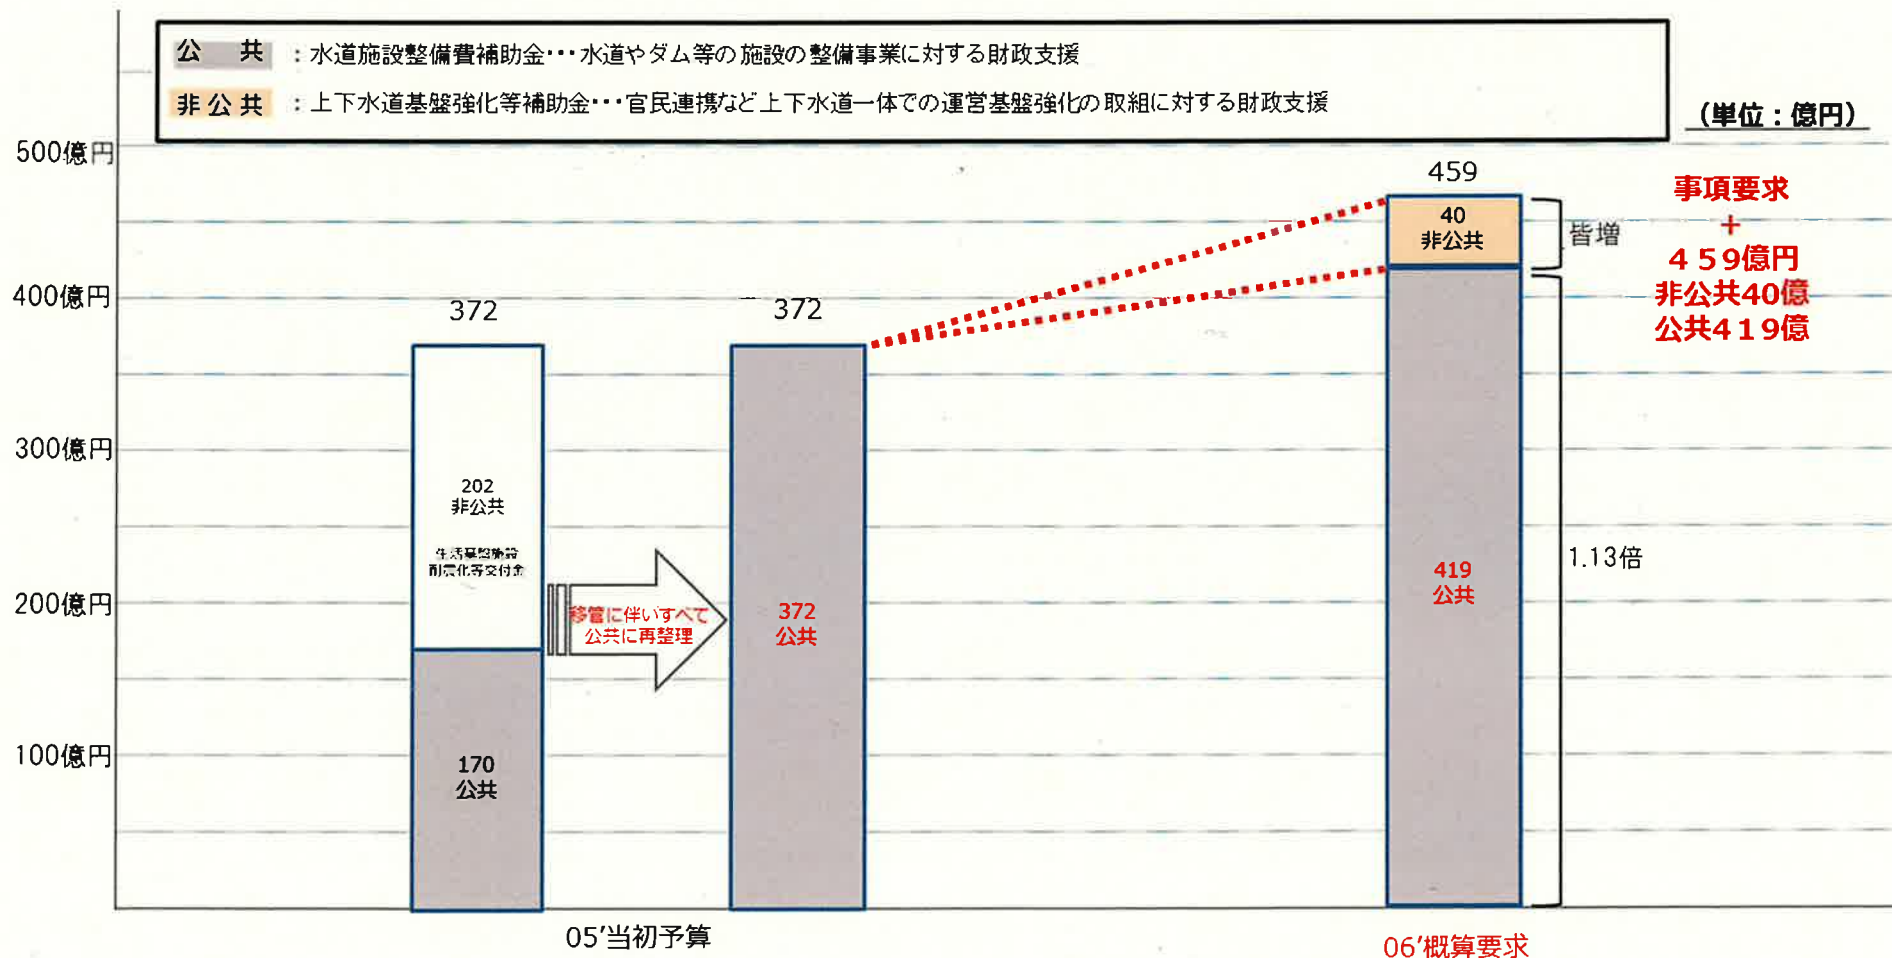 公 共 ：水道施設整備費補助金･･･水道やダム等の施設の整備事業に対する財政支援
非公共 ：上下水道基盤強化等補助金･･･官民連携など上下水道一体での運営基盤強化の取組に対する財政支援
（単位：億円）
500億円
400億円
300億円
200億円
100億円
372
202
非公共
生活基盤施設
耐震化等交付金
170
公共
移管に伴いすべて
公共に再整理
372
372
公共
05'当初予算
459
40
非公共
皆増
419
公共
1.13倍
06'概算要求
事項要求
＋
４５９億円
非公共40億
公共４１９億